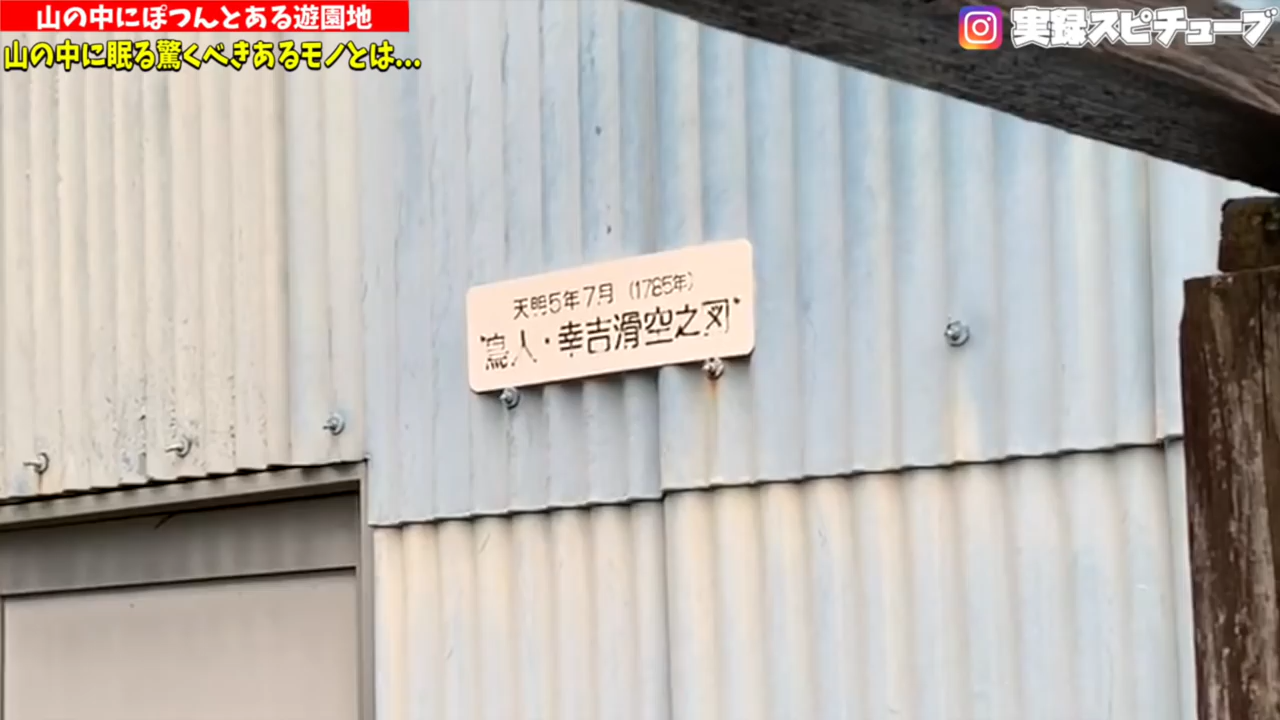 山の中にぽつんとある遊園地
山の中に眠る驚くべきあるモノとは...
実録スピチューブ
天明5年7月（1785年）
"鳥人・幸吉滑空之図"